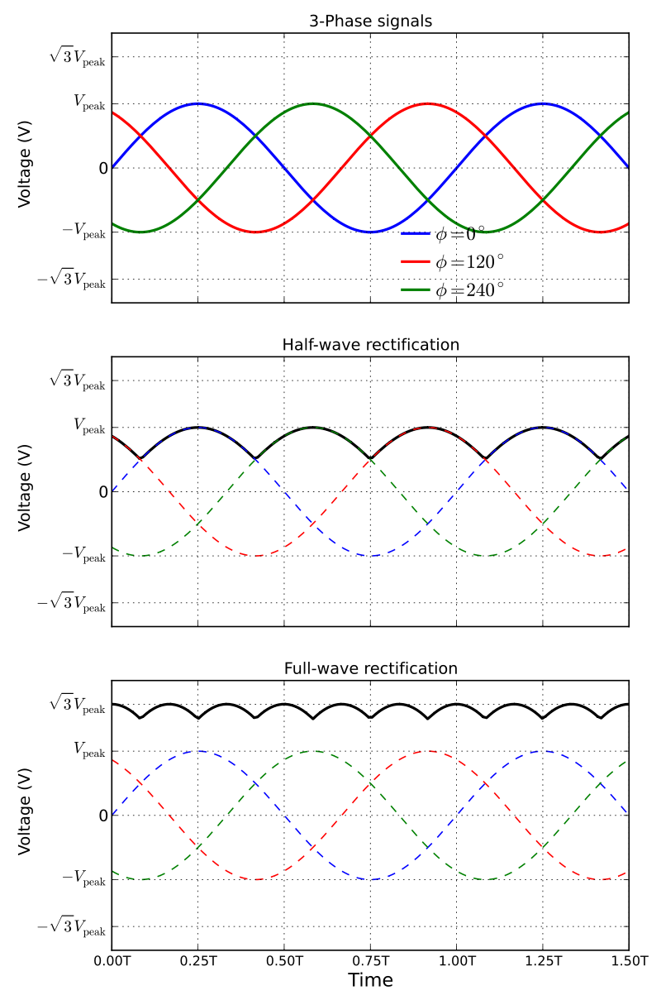 3-Phase signals
√3V_peak
V_peak
0
−V_peak
−√3V_peak
Voltage (V)
ϕ=0°
ϕ=120°
ϕ=240°
Half-wave rectification
√3V_peak
V_peak
0
−V_peak
−√3V_peak
Voltage (V)
Full-wave rectification
√3V_peak
V_peak
0
−V_peak
−√3V_peak
Voltage (V)
0.00T 0.25T 0.50T 0.75T 1.00T 1.25T 1.50T
Time